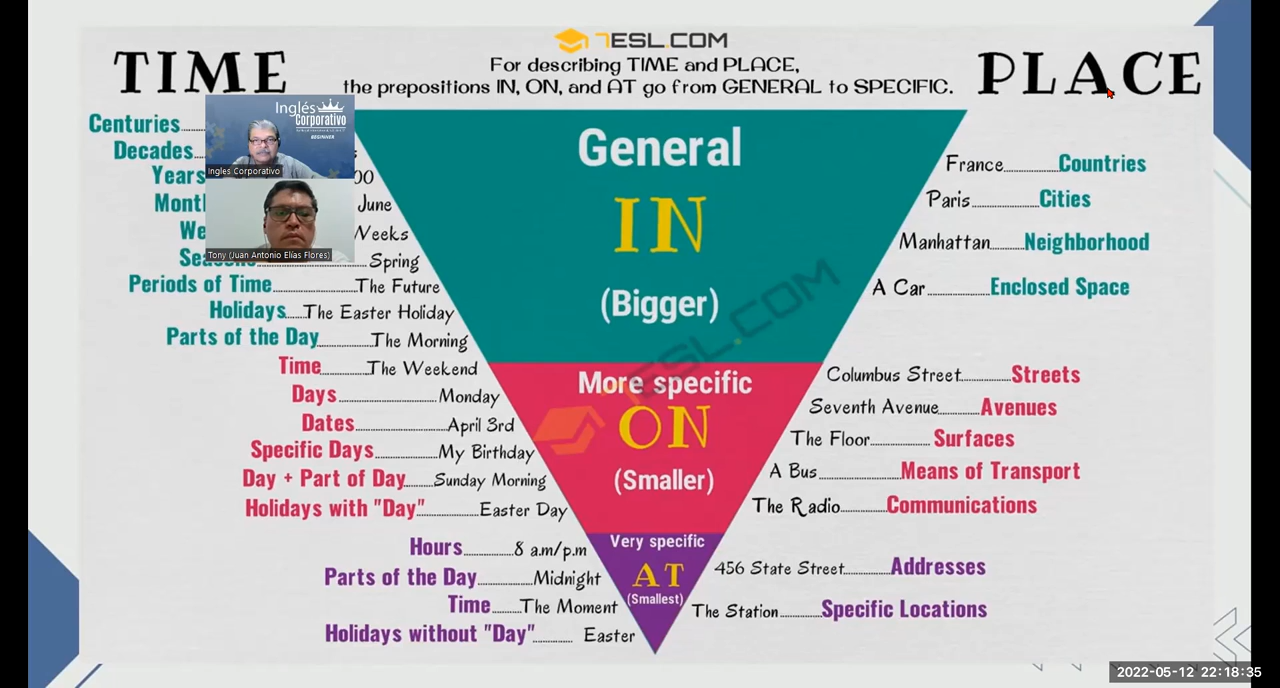 7ESL.COM
TIME
For describing TIME and PLACE,
the prepositions IN, ON, and AT go from GENERAL to SPECIFIC.
PLACE
Inglés
Corporativo
BEGINNER
Ingles Corporativo
Tony (Juan Antonio Elías Flores)
Centuries
Decades
Years
June
Weeks
Spring
Periods of Time The Future
Holidays The Easter Holiday
Parts of the Day The Morning
Time The Weekend
Days Monday
Dates April 3rd
Specific Days My Birthday
Day + Part of Day Sunday Morning
Holidays with "Day" Easter Day
Hours 8 a.m/p.m
Parts of the Day Midnight
Time The Moment
Holidays without "Day" Easter
General
IN
(Bigger)
More specific
ON
(Smaller)
Very specific
AT
(Smallest)
7ESL.COM
France Countries
Paris Cities
Manhattan Neighborhood
A Car Enclosed Space
Columbus Street Streets
Seventh Avenue Avenues
The Floor Surfaces
A Bus Means of Transport
The Radio Communications
456 State Street Addresses
The Station Specific Locations
2022-05-12 22:18:35